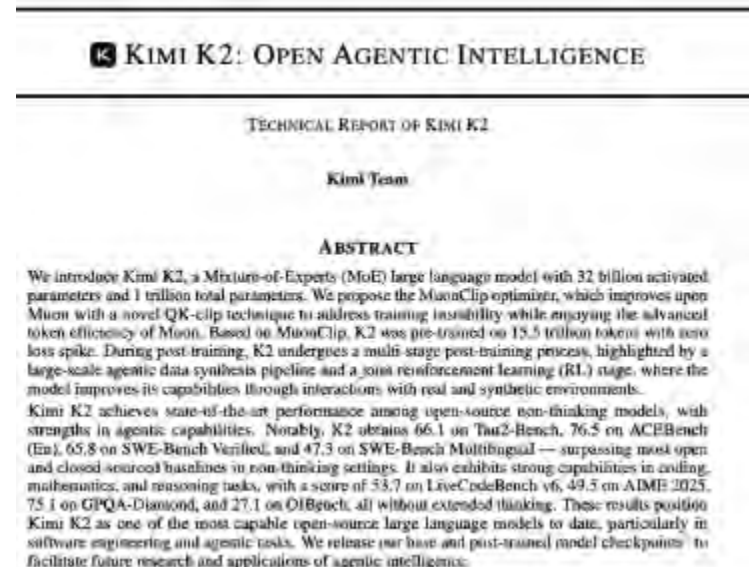 KIMI K2: OPEN AGENTIC INTELLIGENCE
TECHNICAL REPORT OF KIMI K2
Kimi Team
ABSTRACT
We introduce Kimi K2, a Mixture-of-Experts (MoE) large language model with 32 billion activated
parameters and 1 trillion total parameters. We propose the MuonClip optimizer, which improves upon
Muon with a novel QK-clip technique to address training instability while enjoying the advanced
token efficiency of Muon. Based on MuonClip, K2 was pre-trained on 15.5 trillion tokens with zero
loss spike. During post-training, K2 undergoes a multi-stage post-training process, highlighted by a
large-scale agentic data synthesis pipeline and a joint reinforcement learning (RL) stage, where the
model improves its capabilities through interactions with real and synthetic environments.
Kimi K2 achieves state-of-the-art performance among open-source non-thinking models, with
strengths in agentic capabilities. Notably, K2 obtains 66.1 on Tau2-Bench, 76.5 on ACEBench
(En), 65.8 on SWE-Bench Verified, and 47.3 on SWE-Bench Multilingual — surpassing most open
and closed-sourced baselines in non-thinking settings. It also exhibits strong capabilities in coding,
mathematics, and reasoning tasks, with a score of 53.7 on LiveCodeBench v6, 49.5 on AIME 2025,
75.1 on GPQA-Diamond, and 27.1 on OJBench, all without extended thinking. These results position
Kimi K2 as one of the most capable open-source large language models to date, particularly in
software engineering and agentic tasks. We release our base and post-trained model checkpoints to
facilitate future research and applications of agentic intelligence.